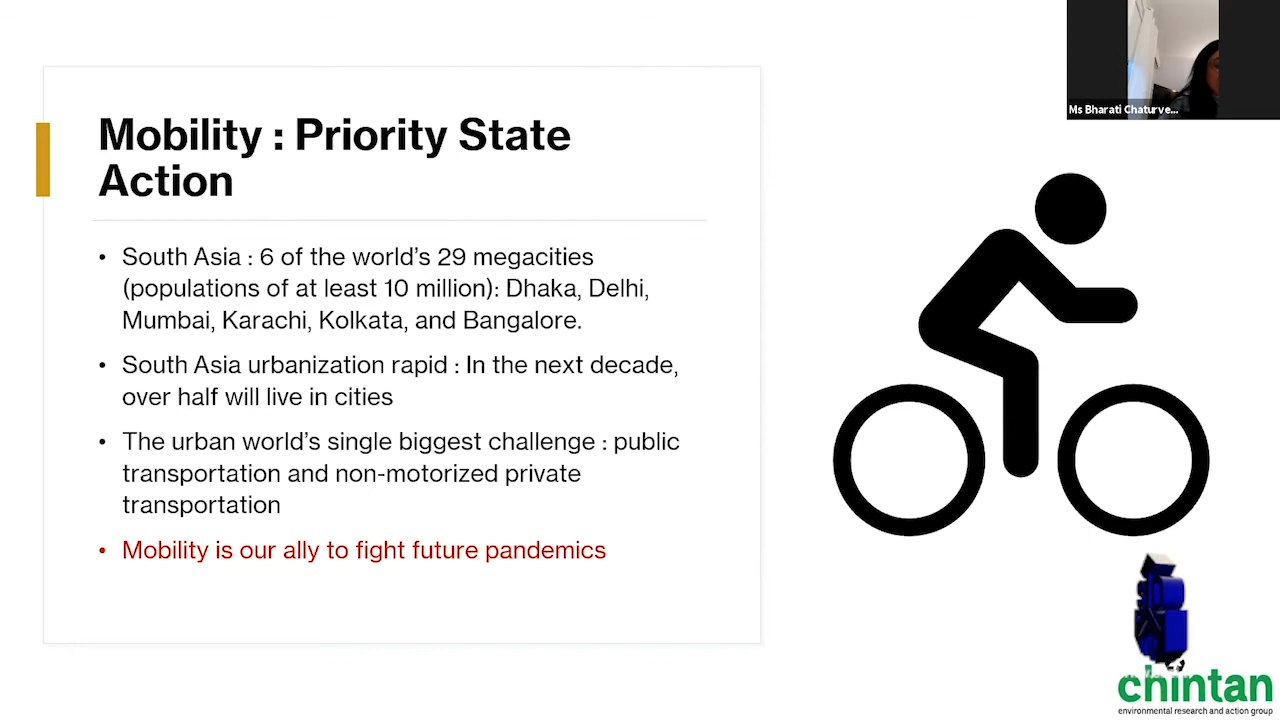 Ms Bharati Chaturve...
Mobility : Priority State
Action
• South Asia : 6 of the world's 29 megacities
(populations of at least 10 million): Dhaka, Delhi,
Mumbai, Karachi, Kolkata, and Bangalore.
• South Asia urbanization rapid : In the next decade,
over half will live in cities
• The urban world's single biggest challenge : public
transportation and non-motorized private
transportation
• Mobility is our ally to fight future pandemics
chintan
environmental research and action group